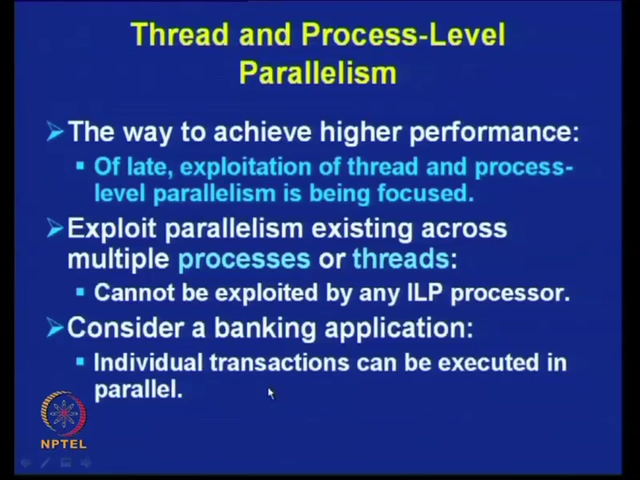 Thread and Process-Level
Parallelism
The way to achieve higher performance:
Of late, exploitation of thread and process-
level parallelism is being focused.
Exploit parallelism existing across
multiple processes or threads:
Cannot be exploited by any ILP processor.
Consider a banking application:
Individual transactions can be executed in
parallel.
NPTEL